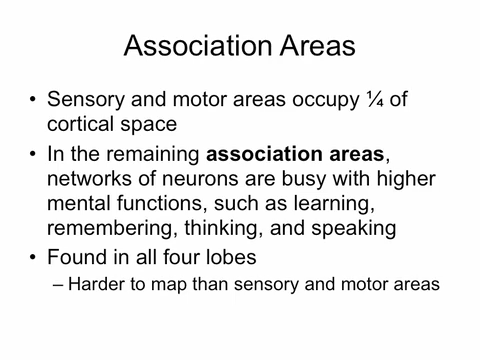 Association Areas
• Sensory and motor areas occupy ¼ of
cortical space
• In the remaining association areas,
networks of neurons are busy with higher
mental functions, such as learning,
remembering, thinking, and speaking
• Found in all four lobes
– Harder to map than sensory and motor areas